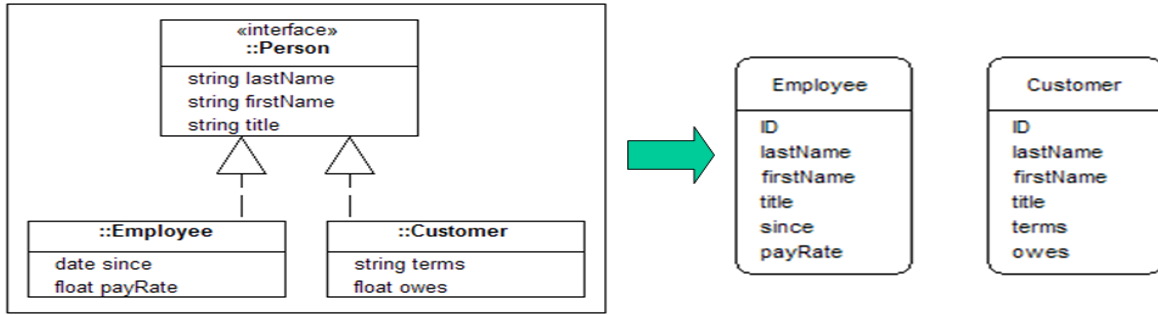 «interface»
::Person
string lastName
string firstName
string title
::Employee
date since
float payRate
::Customer
string terms
float owes
Employee
ID
lastName
firstName
title
since
payRate
Customer
ID
lastName
firstName
title
terms
owes